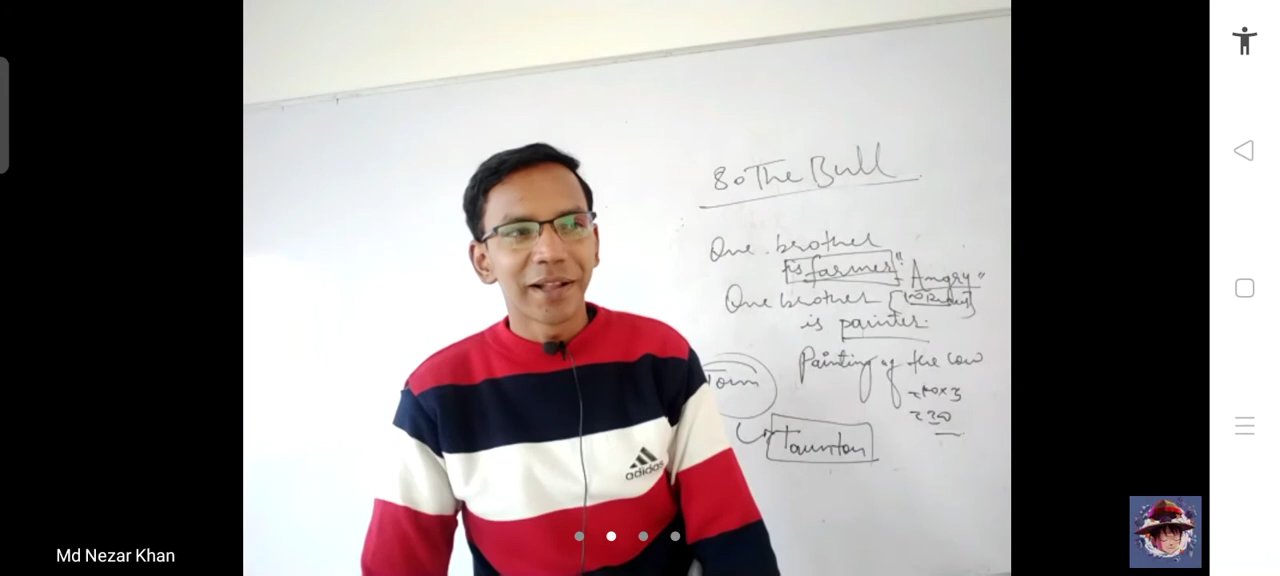 80 The Bull
One brother
is farmer"- Angry"
One brother
is painter.
Painting of the cow
Town
Taunton
adidas
Md Nezar Khan